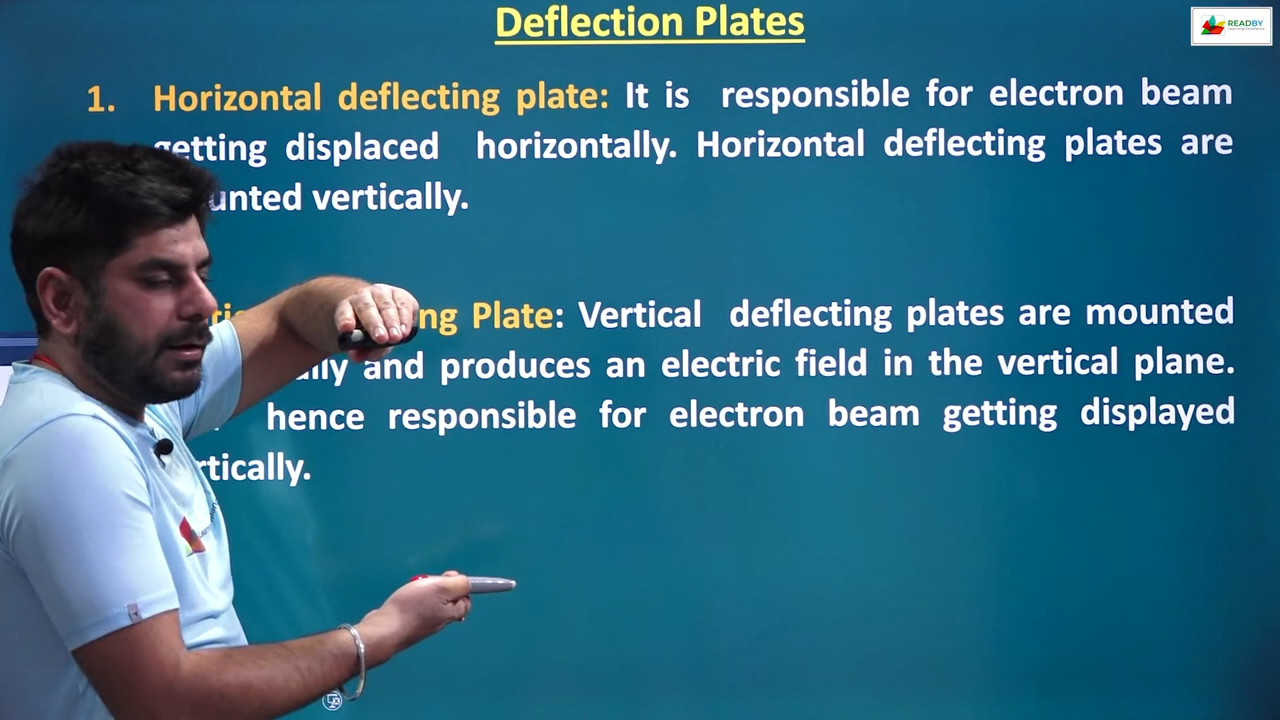 Deflection Plates
READBY
Learning Excellence
1. Horizontal deflecting plate: It is responsible for electron beam
getting displaced horizontally. Horizontal deflecting plates are
unted vertically.
ng Plate: Vertical deflecting plates are mounted
and produces an electric field in the vertical plane.
hence responsible for electron beam getting displayed
rtically.